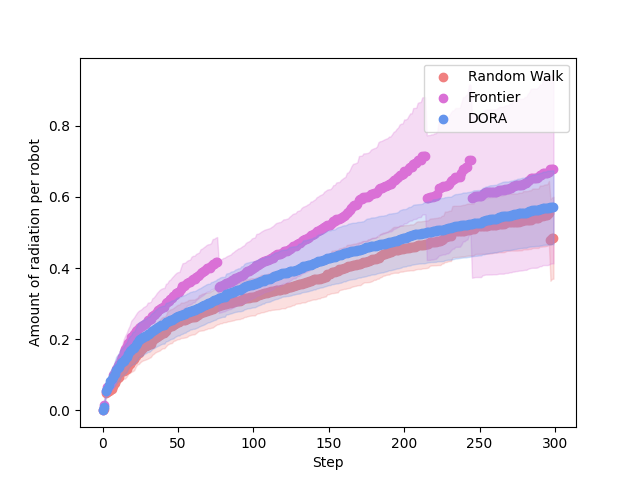 Random Walk
Frontier
DORA
Amount of radiation per robot
0.8
0.6
0.4
0.2
0.0
0 50 100 150 200 250 300
Step